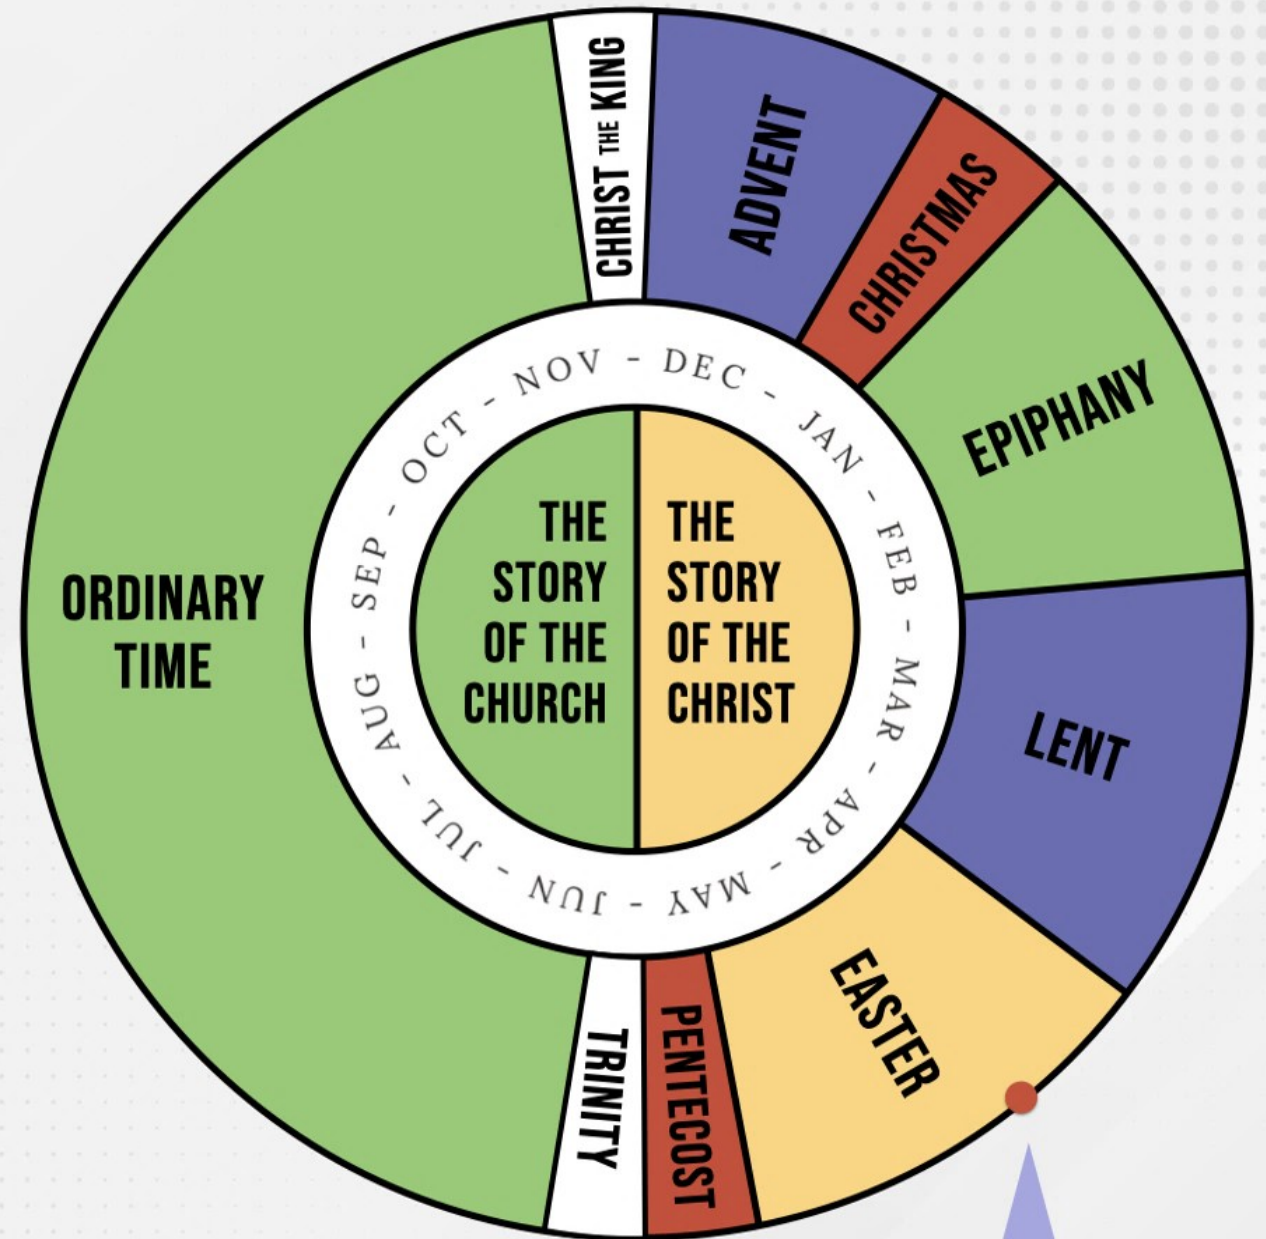 CHRIST THE KING
ADVENT
CHRISTMAS
EPIPHANY
LENT
EASTER
PENTECOST
TRINITY
ORDINARY
TIME
DEC - JAN - FEB - MAR - APR - MAY - JUN - JUL - AUG - SEP - OCT - NOV -
THE
STORY
OF THE
CHURCH
THE
STORY
OF THE
CHRIST